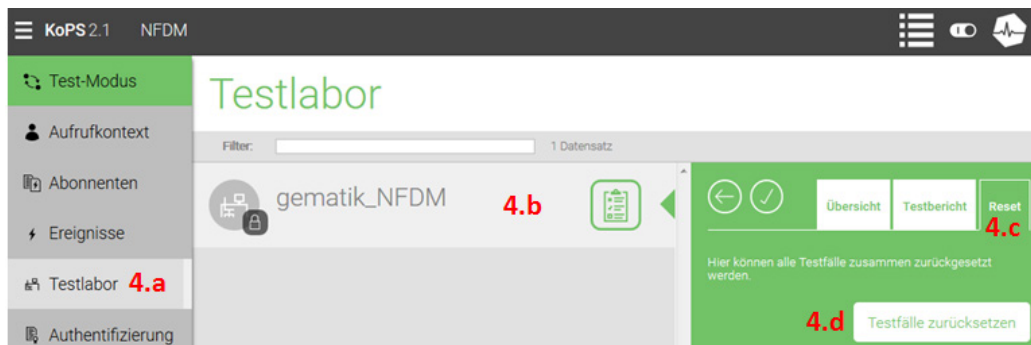 KoPS 2.1 NFDM
Test-Modus
Aufrufkontext
Abonnenten
Ereignisse
Testlabor 4.a
Authentifizierung
Testlabor
Filter: 1 Datensatz
gematik_NFDM 4.b
Übersicht Testbericht Reset
4.c
Hier können alle Testfälle zusammen zurückgesetzt
werden.
4.d Testfälle zurücksetzen